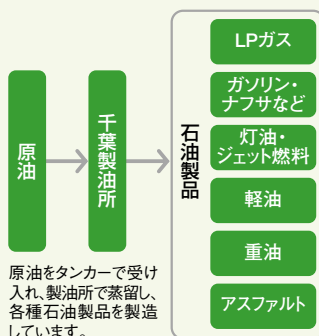 原油
千葉製油所
石油製品
LPガス
ガソリン・
ナフサなど
灯油・
ジェット燃料
軽油
重油
アスファルト
原油をタンカーで受け
入れ、製油所で蒸留し、
各種石油製品を製造
しています。